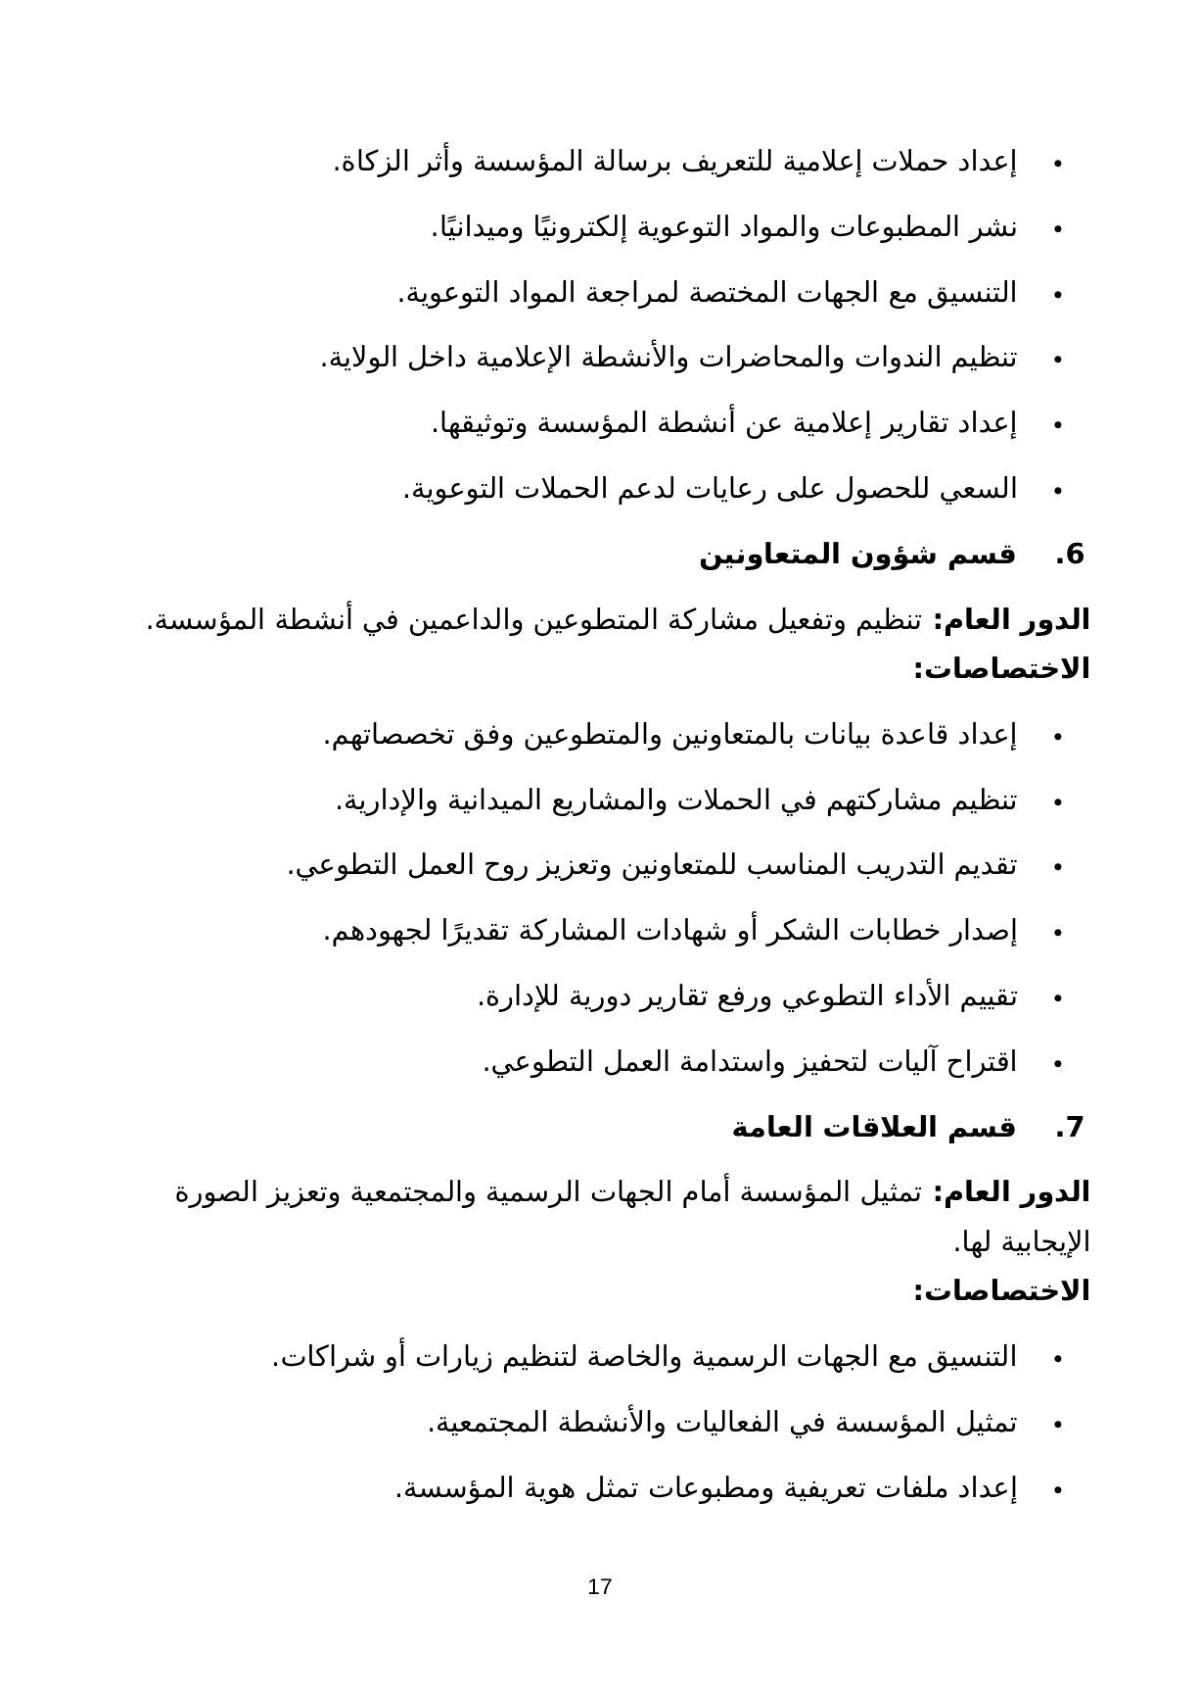 • إعداد حملات إعلامية للتعريف برسالة المؤسسة وأثر الزكاة.
• نشر المطبوعات والمواد التوعوية إلكترونيًا وميدانيًا.
• التنسيق مع الجهات المختصة لمراجعة المواد التوعوية.
• تنظيم الندوات والمحاضرات والأنشطة الإعلامية داخل الولاية.
• إعداد تقارير إعلامية عن أنشطة المؤسسة وتوثيقها.
• السعي للحصول على رعايات لدعم الحملات التوعوية.
6. قسم شؤون المتعاونين
الدور العام: تنظيم وتفعيل مشاركة المتطوعين والداعمين في أنشطة المؤسسة.
الاختصاصات:
• إعداد قاعدة بيانات بالمتعاونين والمتطوعين وفق تخصصاتهم.
• تنظيم مشاركتهم في الحملات والمشاريع الميدانية والإدارية.
• تقديم التدريب المناسب للمتعاونين وتعزيز روح العمل التطوعي.
• إصدار خطابات الشكر أو شهادات المشاركة تقديرًا لجهودهم.
• تقييم الأداء التطوعي ورفع تقارير دورية للإدارة.
• اقتراح آليات لتحفيز واستدامة العمل التطوعي.
7. قسم العلاقات العامة
الدور العام: تمثيل المؤسسة أمام الجهات الرسمية والمجتمعية وتعزيز الصورة
الإيجابية لها.
الاختصاصات:
• التنسيق مع الجهات الرسمية والخاصة لتنظيم زيارات أو شراكات.
• تمثيل المؤسسة في الفعاليات والأنشطة المجتمعية.
• إعداد ملفات تعريفية ومطبوعات تمثل هوية المؤسسة.
17